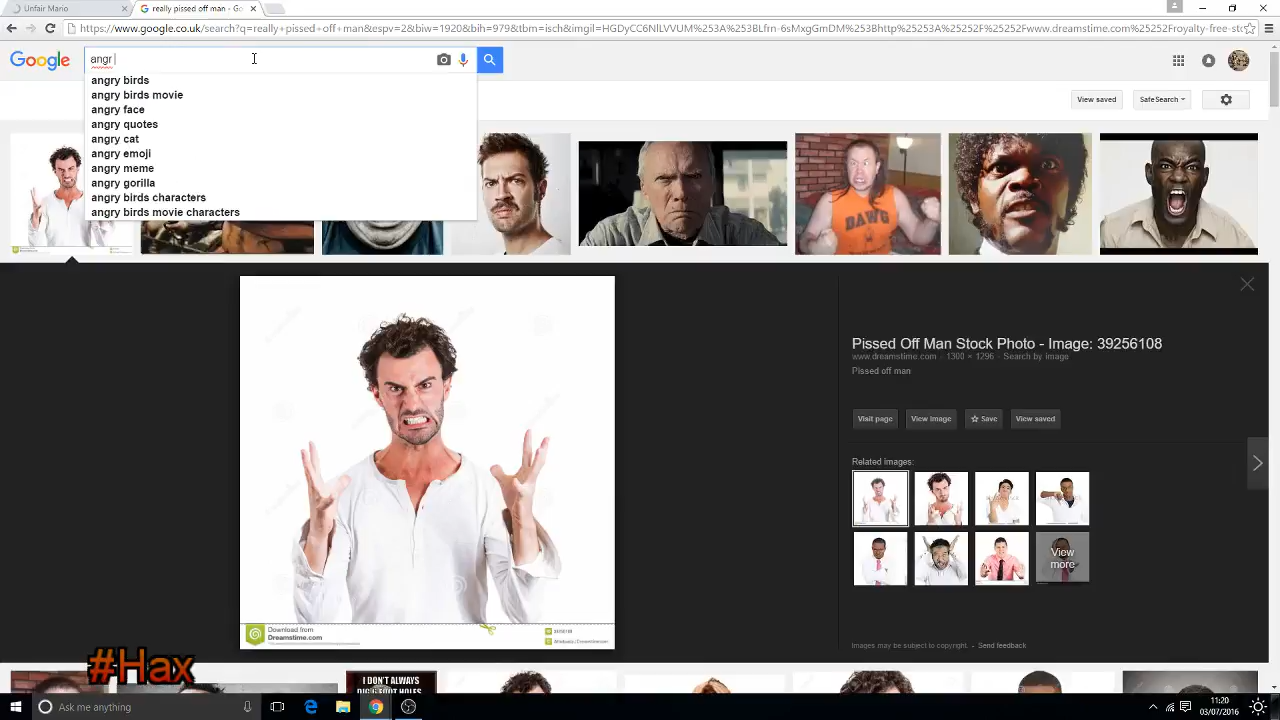 Unfair Mario
really pissed off man - Go
https://www.google.co.uk/search?q=really+pissed+off+man&espv=2&biw=1920&bih=979&tbm=isch&imgil=HGDyCC6NlLVVUM%253A%253BLfrn-6sMxgGmDM%253Bhttp%25253A%25252F%25252Fwww.dreamstime.com%25252Froyalty-free-stc
Google
angr
View saved
SafeSearch
angry birds
angry birds movie
angry face
angry quotes
angry cat
angry emoji
angry meme
angry gorilla
angry birds characters
angry birds movie characters
DAWG
Pissed Off Man Stock Photo - Image: 39256108
www.dreamstime.com - 1300 × 1296 - Search by image
Pissed off man
Visit page
View image
Save
View saved
Related images:
View more
Download from
Dreamstime.com
Images may be subject to copyright. - Send feedback
#Hax
I DON'T ALWAYS
DIG 6 FOOT HOLES
Ask me anything
11:20
03/07/2016